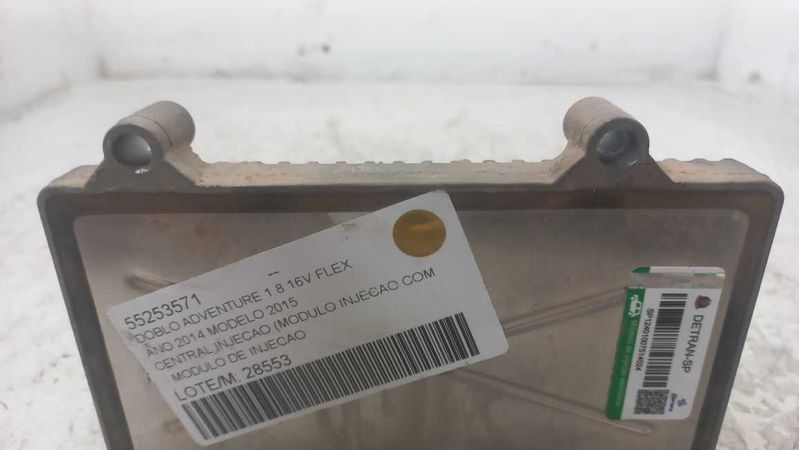 --
55253571
DOBLO ADVENTURE 1 8 16V FLEX
ANO 2014 MODELO 2015
CENTRAL INJECAO (MODULO INJECAO COM
MODULO DE INJECAO
LOTE/M: 28553
DETRAN-SP